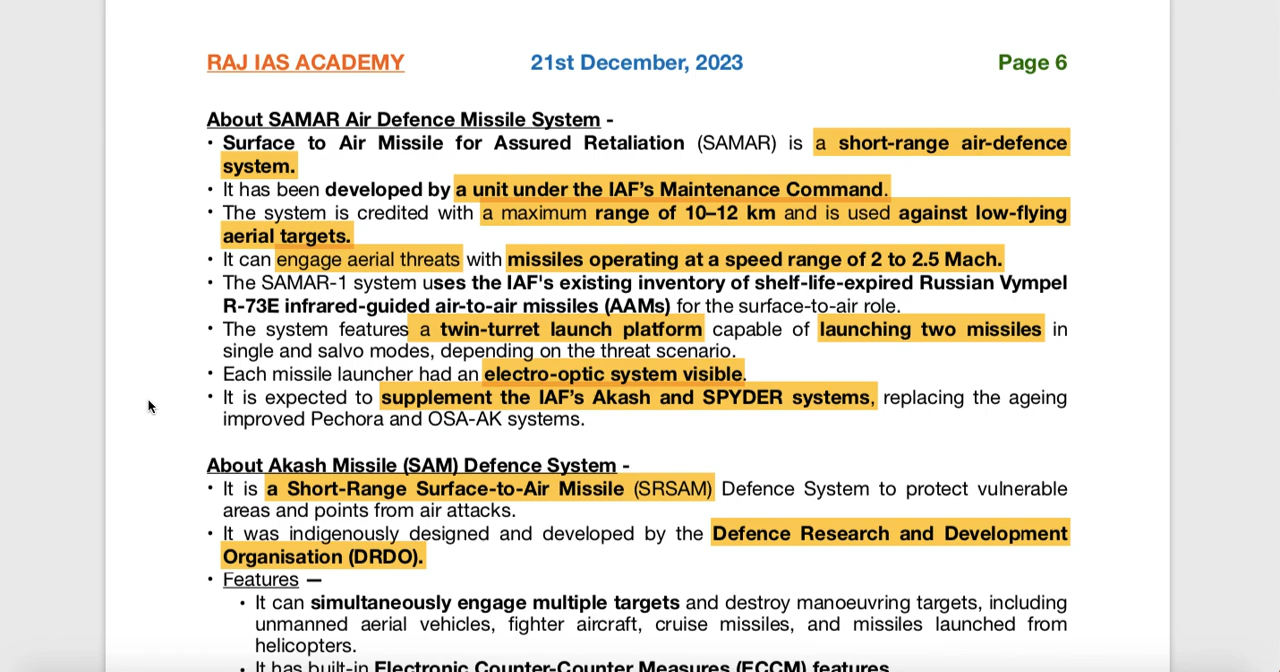 RAJ IAS ACADEMY 21st December, 2023 Page 6
About SAMAR Air Defence Missile System -
• Surface to Air Missile for Assured Retaliation (SAMAR) is a short-range air-defence
system.
• It has been developed by a unit under the IAF's Maintenance Command.
• The system is credited with a maximum range of 10–12 km and is used against low-flying
aerial targets.
• It can engage aerial threats with missiles operating at a speed range of 2 to 2.5 Mach.
• The SAMAR-1 system uses the IAF's existing inventory of shelf-life-expired Russian Vympel
R-73E infrared-guided air-to-air missiles (AAMs) for the surface-to-air role.
• The system features a twin-turret launch platform capable of launching two missiles in
single and salvo modes, depending on the threat scenario.
• Each missile launcher had an electro-optic system visible.
• It is expected to supplement the IAF's Akash and SPYDER systems, replacing the ageing
improved Pechora and OSA-AK systems.
About Akash Missile (SAM) Defence System -
• It is a Short-Range Surface-to-Air Missile (SRSAM) Defence System to protect vulnerable
areas and points from air attacks.
• It was indigenously designed and developed by the Defence Research and Development
Organisation (DRDO).
• Features —
• It can simultaneously engage multiple targets and destroy manoeuvring targets, including
unmanned aerial vehicles, fighter aircraft, cruise missiles, and missiles launched from
helicopters.
• It has built-in Electronic Counter-Counter Measures (ECCM) features